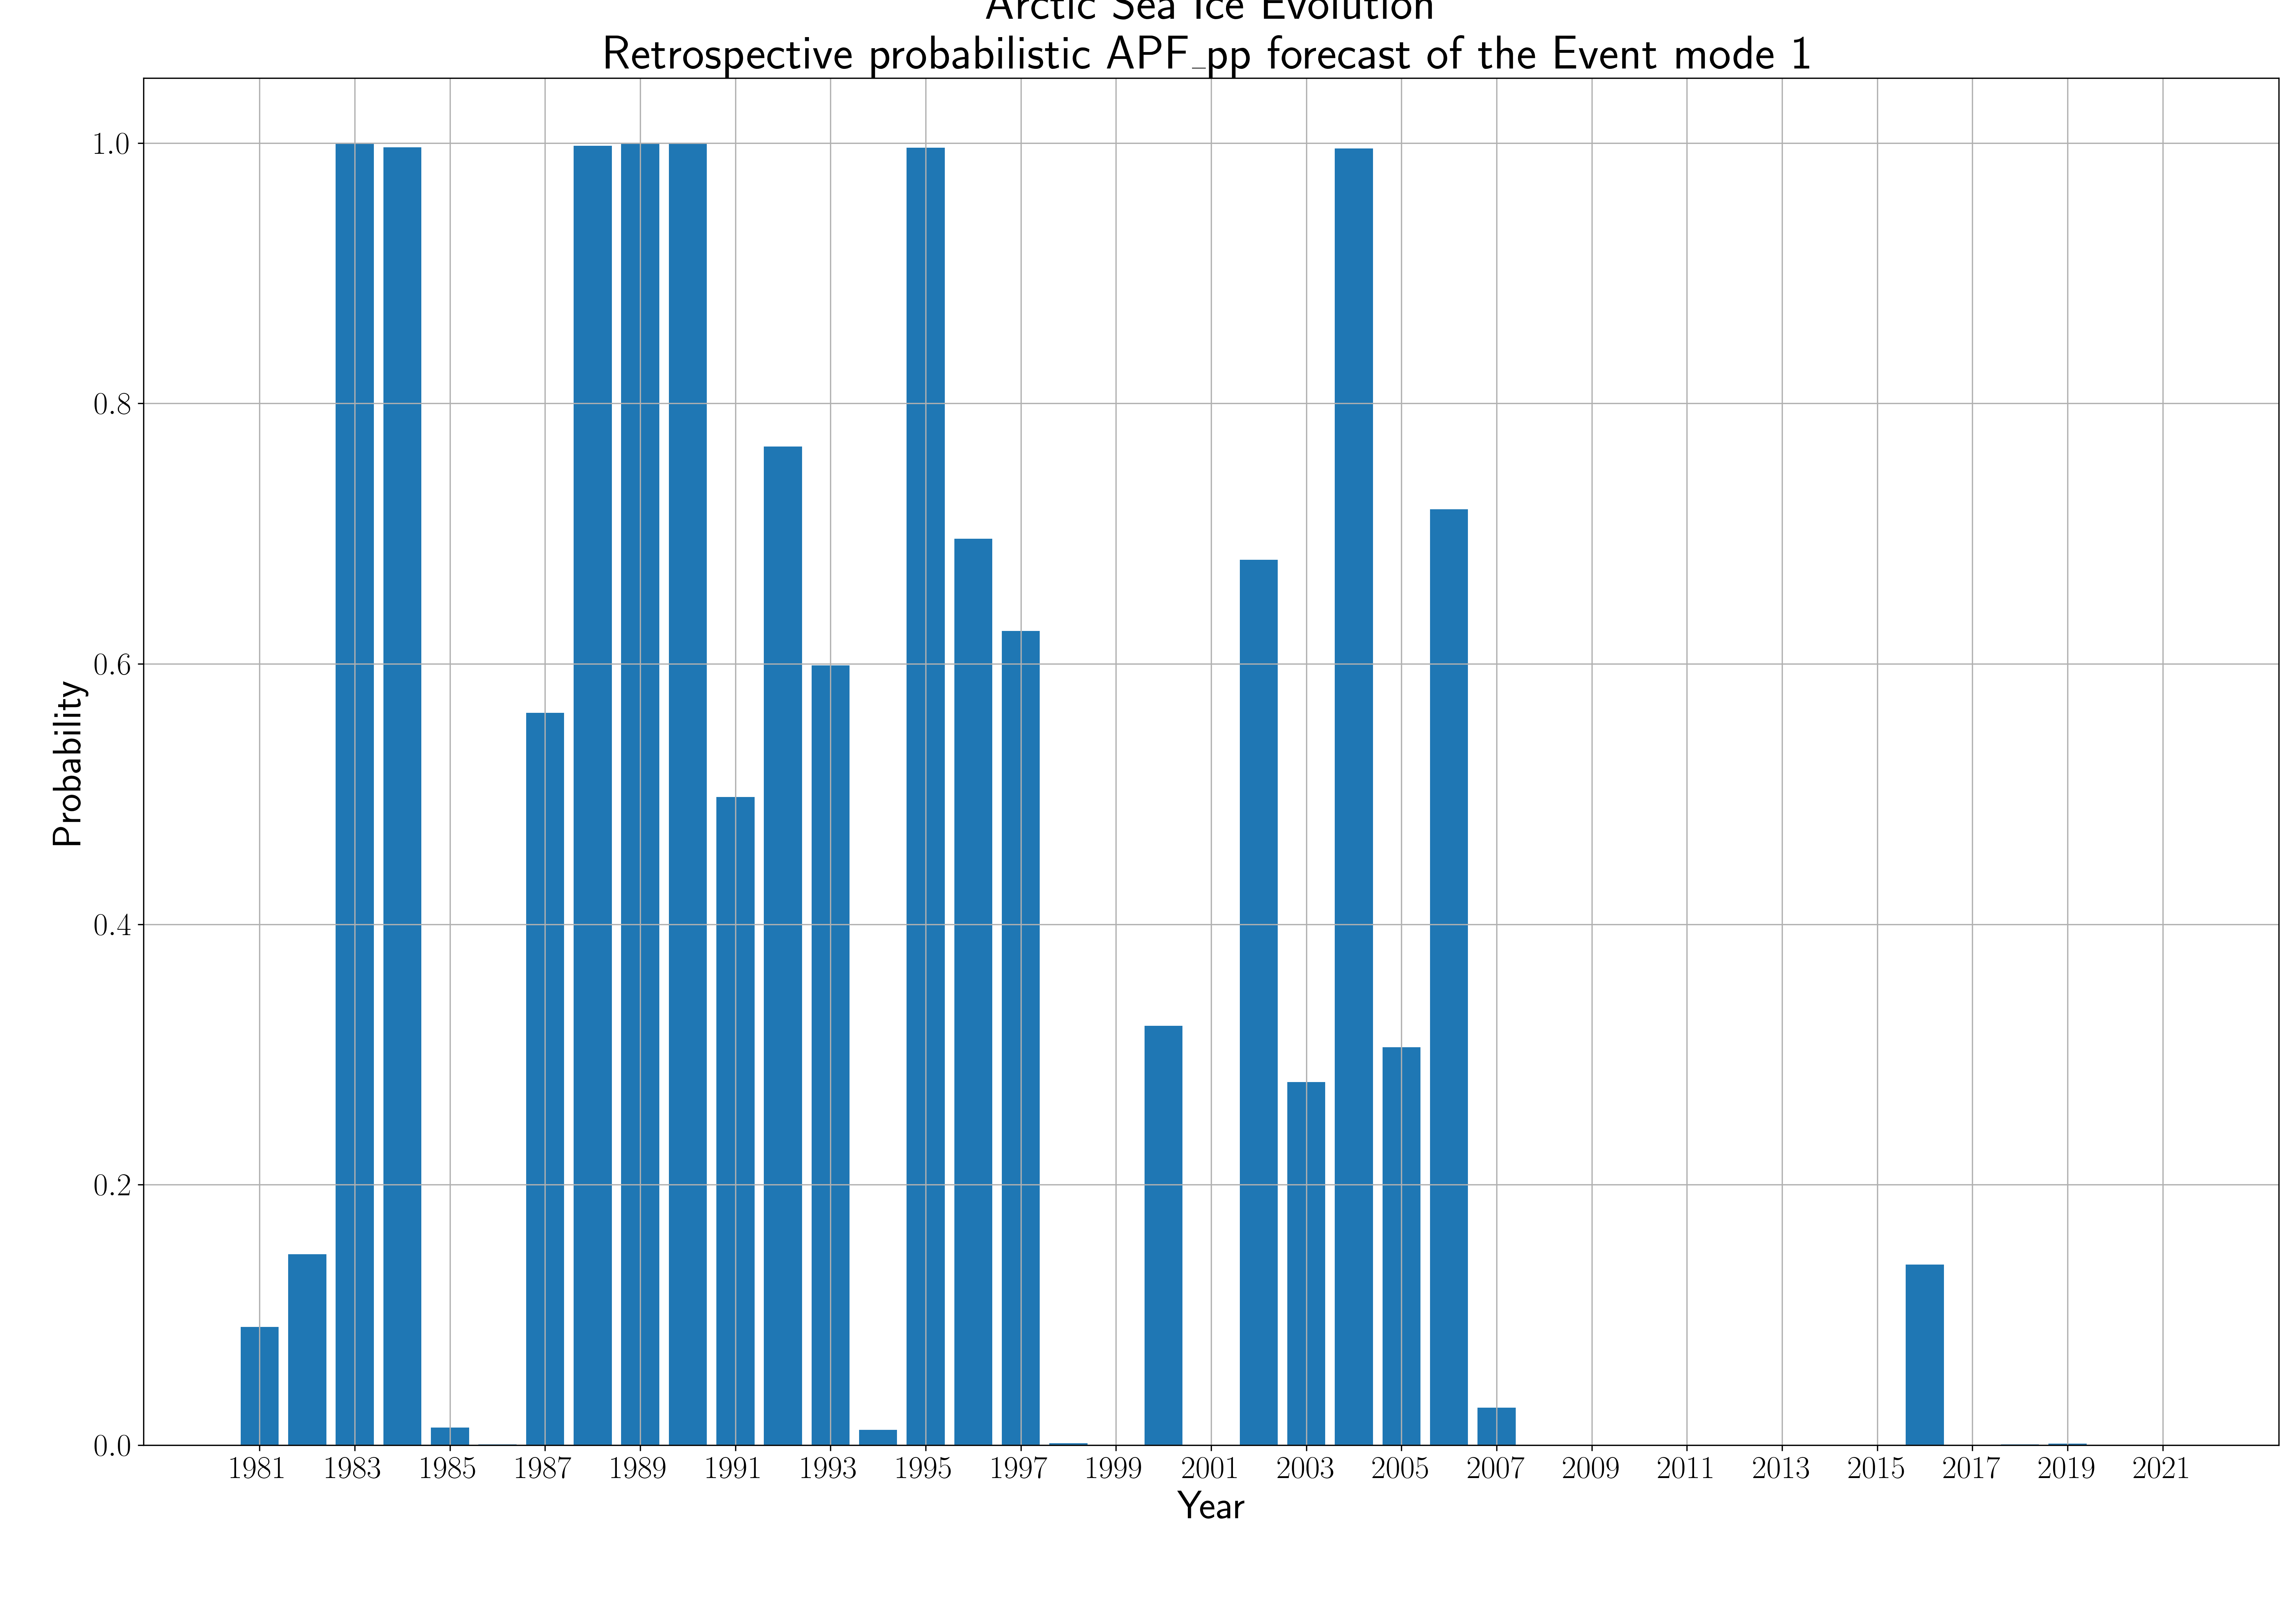 Arctic Sea Ice Evolution
Retrospective probabilistic APF_pp forecast of the Event mode 1
1.0
0.8
0.6
0.4
0.2
0.0
Probability
1981 1983 1985 1987 1989 1991 1993 1995 1997 1999 2001 2003 2005 2007 2009 2011 2013 2015 2017 2019 2021
Year